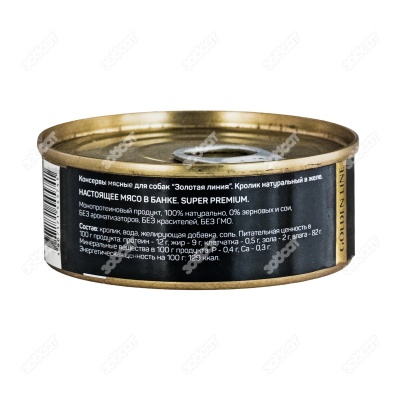 Консервы мясные для собак "Золотая линия". Кролик натуральный в желе.
НАСТОЯЩЕЕ МЯСО В БАНКЕ. SUPER PREMIUM.
Монопротеиновый продукт, 100% натурально, 0% зерновых и сои,
БЕЗ ароматизаторов, БЕЗ красителей, БЕЗ ГМО.
Состав: кролик, вода, желирующая добавка, соль. Питательная ценность в
100 г продукта: протеин - 12 г, жир - 9 г, клетчатка - 0,5 г, зола - 2 г, влага - 82 г.
Минеральные вещества в 100 г продукта: P - 0,4 г, Ca - 0,3 г.
Энергетическая ценность на 100 г: 129 ккал.
GOLDEN LINE